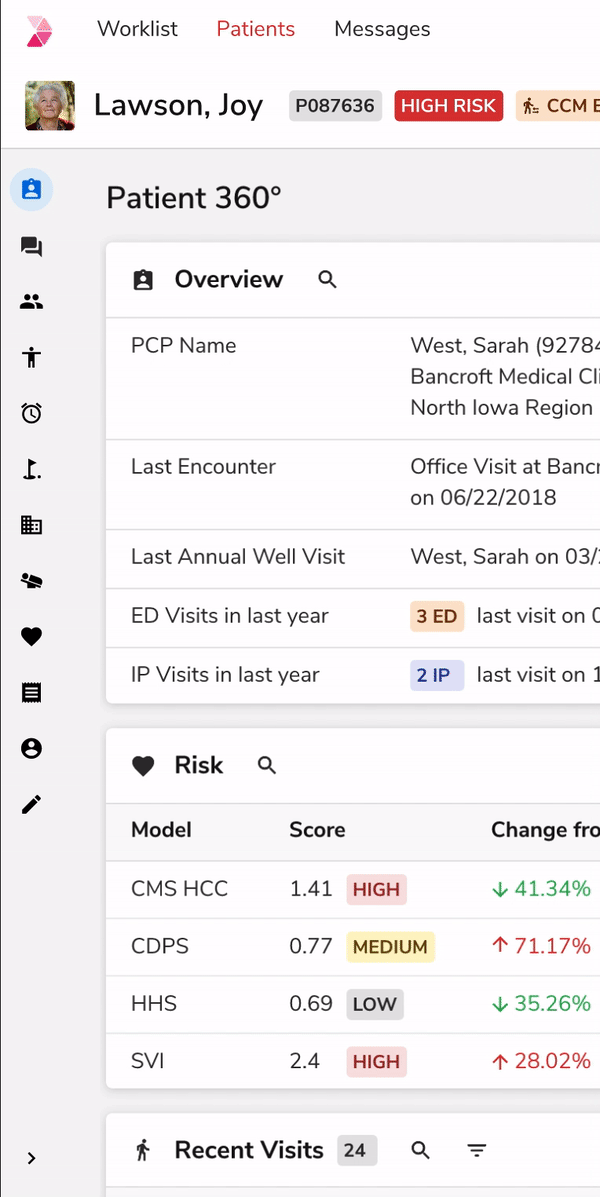 Worklist Patients Messages
Lawson, Joy P087636 HIGH RISK CCM E
Patient 360°
Overview
PCP Name West, Sarah (92784
Bancroft Medical Cli
North Iowa Region
Last Encounter Office Visit at Bancr
on 06/22/2018
Last Annual Well Visit West, Sarah on 03/
ED Visits in last year 3 ED last visit on 0
IP Visits in last year 2 IP last visit on 1
Risk
Model Score Change fro
CMS HCC 1.41 HIGH ↓ 41.34%
CDPS 0.77 MEDIUM ↑ 71.17%
HHS 0.69 LOW ↓ 35.26%
SVI 2.4 HIGH ↑ 28.02%
Recent Visits 24